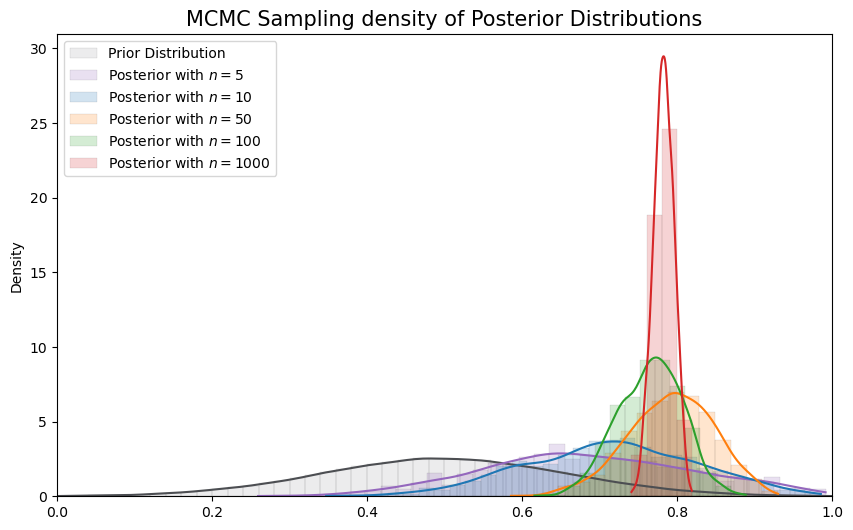 MCMC Sampling density of Posterior Distributions
30
25
20
15
10
5
0
Density
Prior Distribution
Posterior with n = 5
Posterior with n = 10
Posterior with n = 50
Posterior with n = 100
Posterior with n = 1000
0.0 0.2 0.4 0.6 0.8 1.0